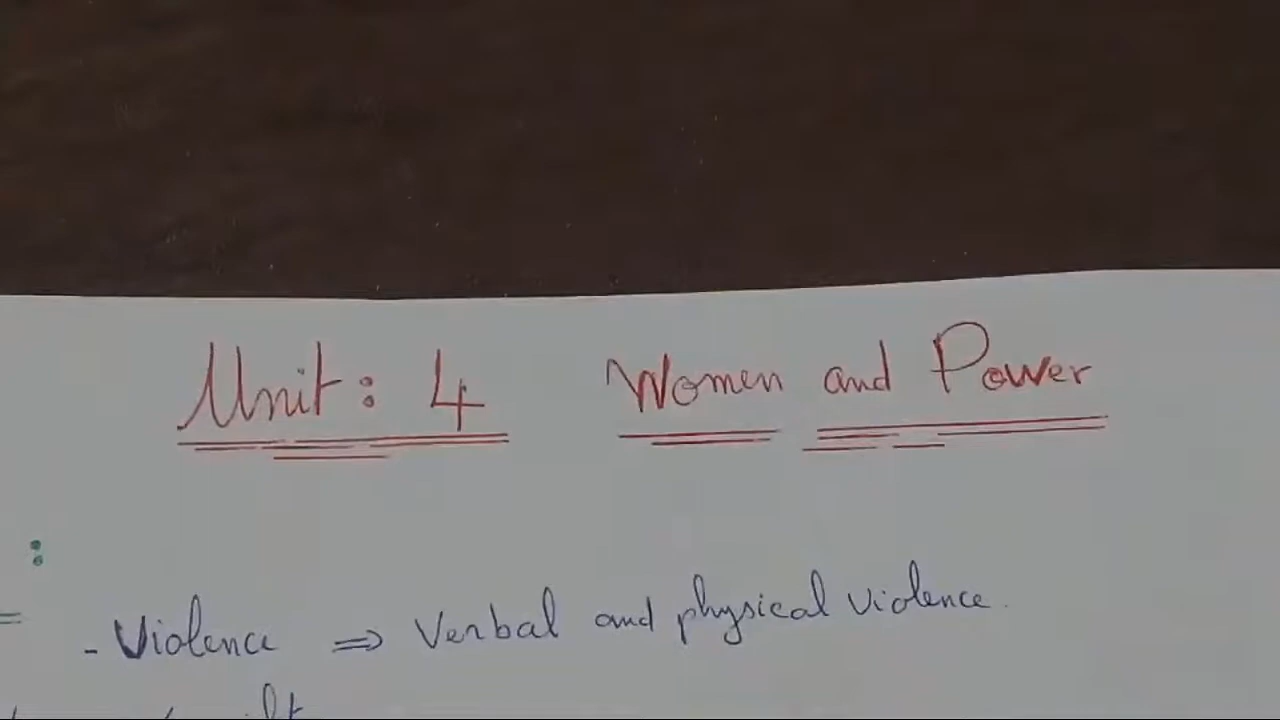 Unit: 4 Women and Power
:
- Violence ⇒ Verbal and physical violence.